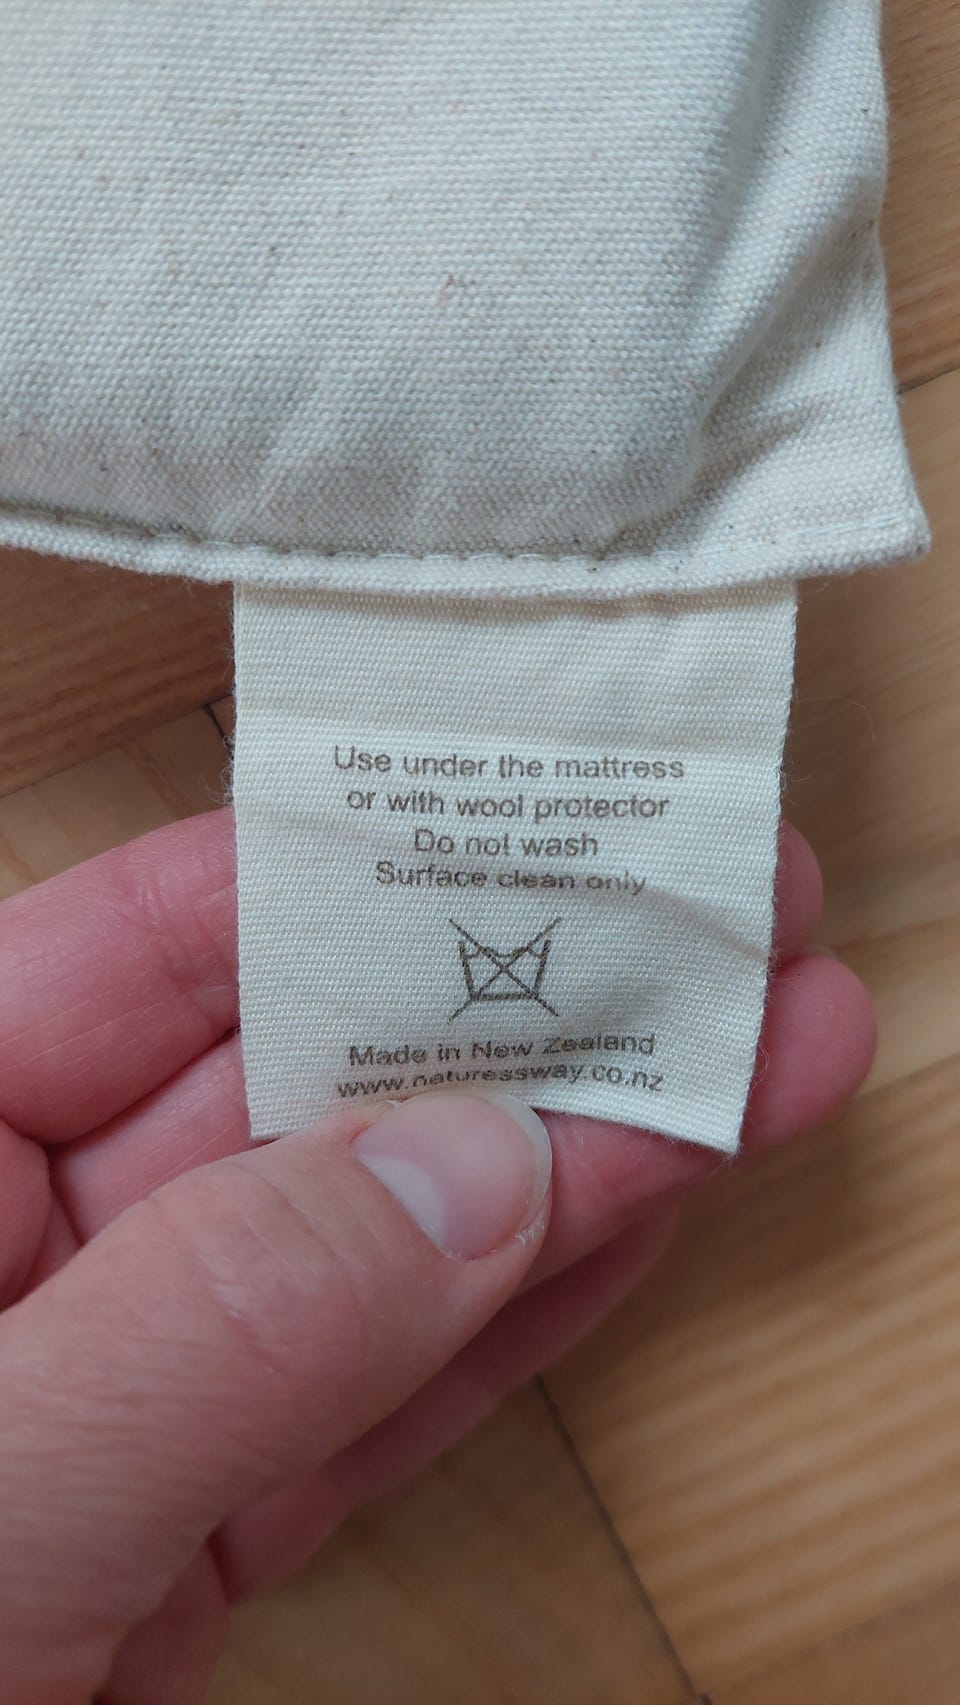 Use under the mattress
or with wool protector
Do not wash
Surface clean only
Made in New Zealand
www.naturessway.co.nz